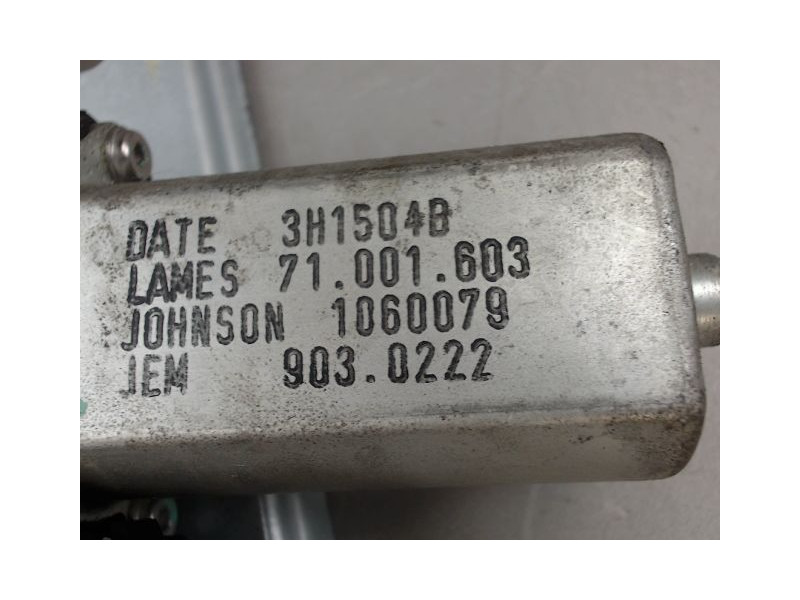 DATE 3H1504B
LAMES 71.001.603
JOHNSON 1060079
JEM 903.0222